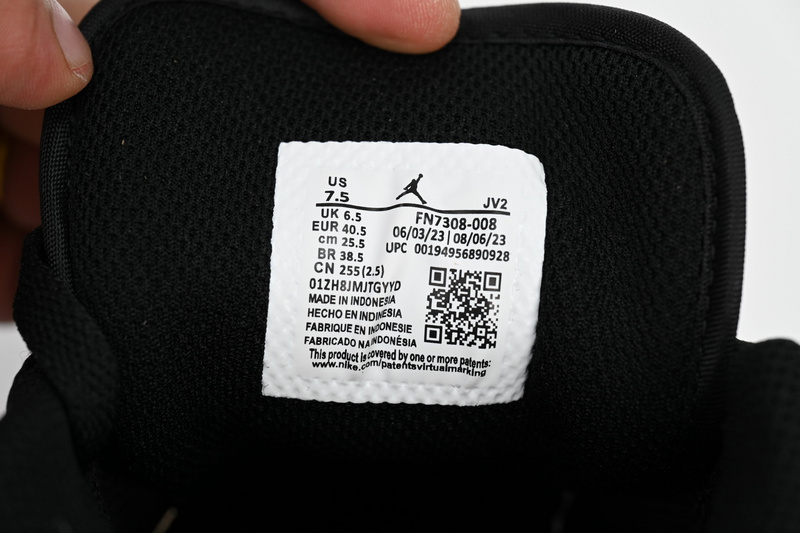 US
7.5
JV2
UK 6.5
EUR 40.5
cm 25.5
BR 38.5
CN 255(2.5)
FN7308-008
06/03/23|08/06/23
UPC 00194956890928
01ZH8JMJTGYYD
MADE IN INDONESIA
HECHO EN INDINESIA
FABRIQUE EN INDONESIE
FABRICADO NA INDONÉSIA
This product is covered by one or more patents:
www.nike.com/patentsvirtualmarking